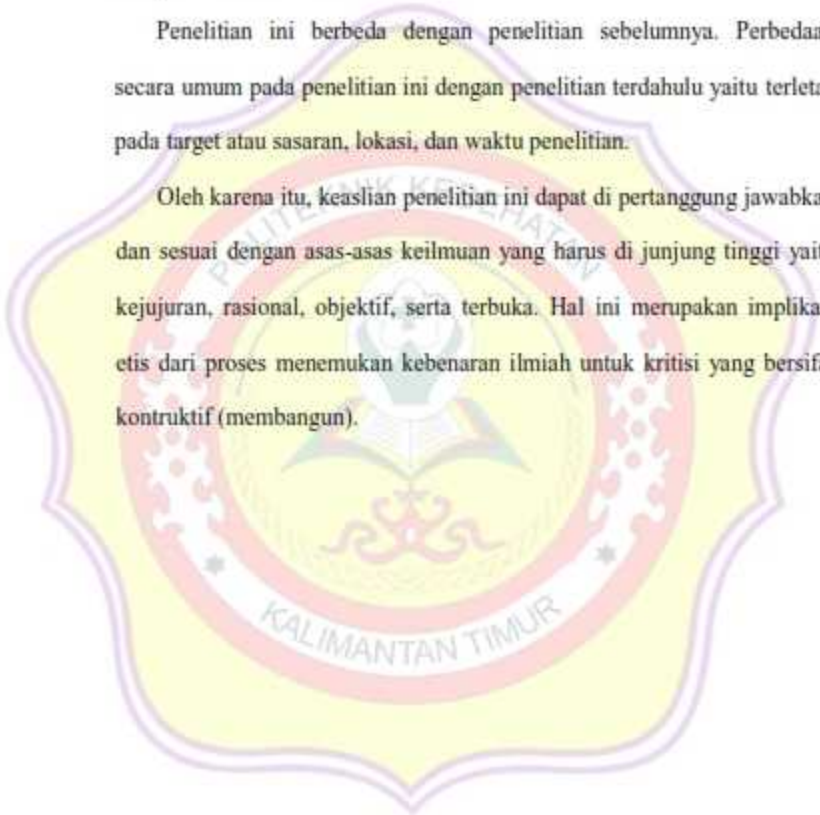 Penelitian ini berbeda dengan penelitian sebelumnya. Perbedaa
secara umum pada penelitian ini dengan penelitian terdahulu yaitu terleta
pada target atau sasaran, lokasi, dan waktu penelitian.
Oleh karena itu, keaslian penelitian ini dapat di pertanggung jawabka
dan sesuai dengan asas-asas keilmuan yang harus di junjung tinggi yait
kejujuran, rasional, objektif, serta terbuka. Hal ini merupakan implika
etis dari proses menemukan kebenaran ilmiah untuk kritisi yang bersifa
kontruktif (membangun).
POLITEKNIK KESEHATAN
KALIMANTAN TIMUR